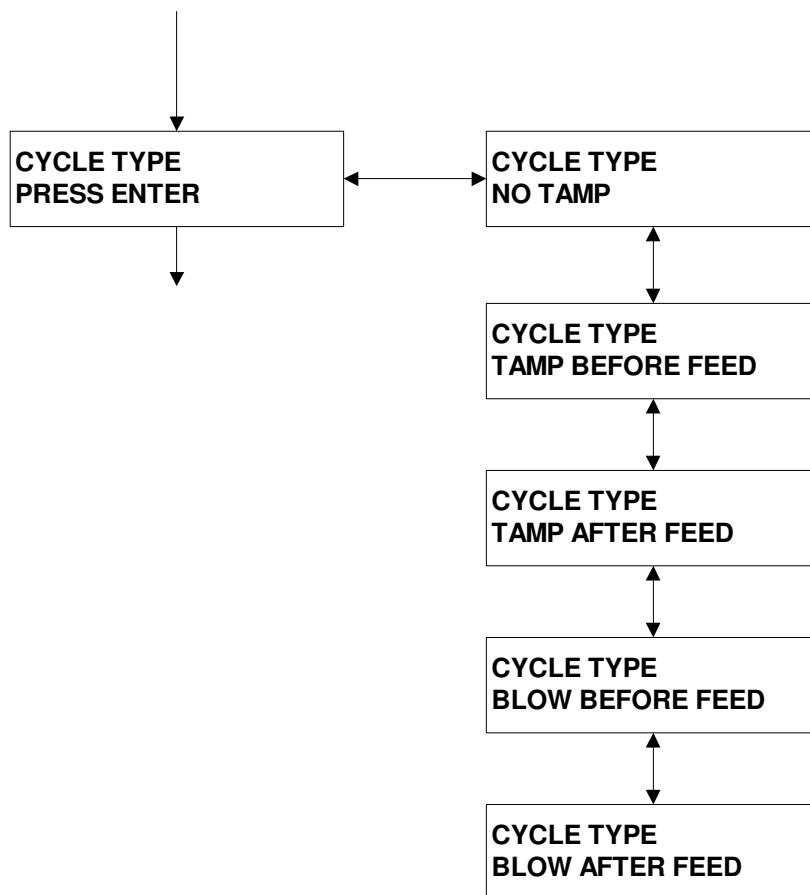 CYCLE TYPE
PRESS ENTER
CYCLE TYPE
NO TAMP
CYCLE TYPE
TAMP BEFORE FEED
CYCLE TYPE
TAMP AFTER FEED
CYCLE TYPE
BLOW BEFORE FEED
CYCLE TYPE
BLOW AFTER FEED